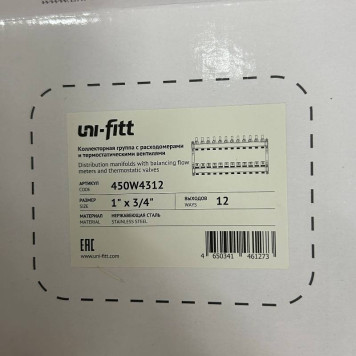 uni-fitt
Коллекторная группа с расходомерами
и термостатическими вентилями
Distribution manifolds with balancing flow
meters and thermostatic valves
АРТИКУЛ
CODE
450W4312
РАЗМЕР
SIZE
1" x 3/4"
ВЫХОДОВ
WAYS
12
МАТЕРИАЛ
MATERIAL
НЕРЖАВЕЮЩАЯ СТАЛЬ
STAINLESS STEEL
EAC
www.uni-fitt.com
4 650341 461273